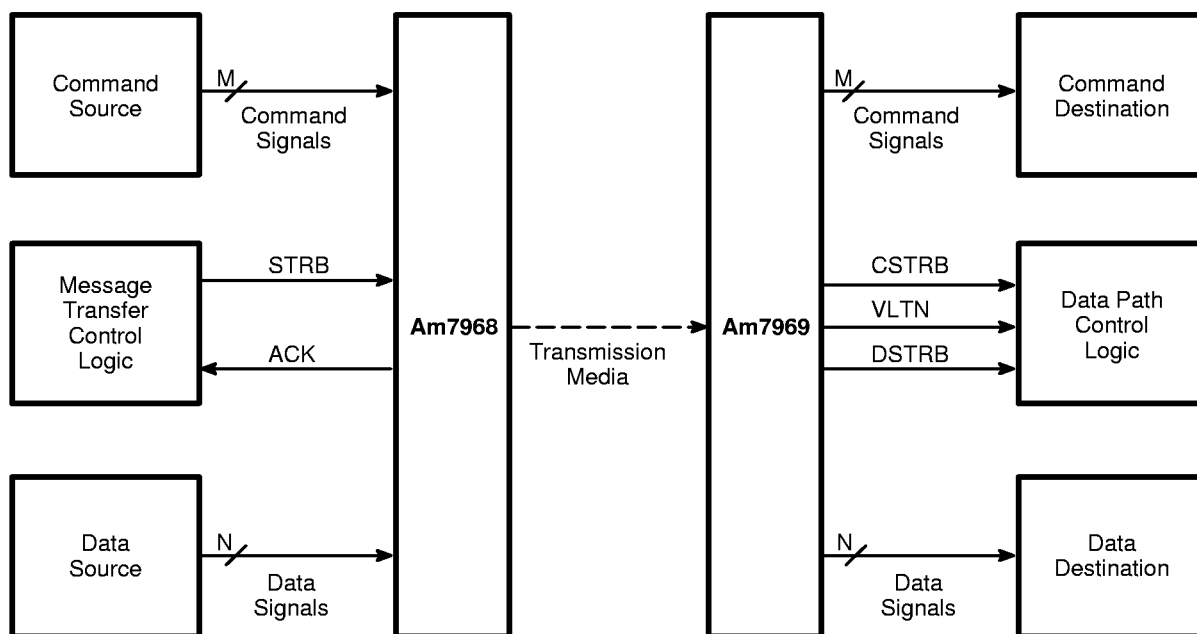 Command
Source
M
Command
Signals
Message
Transfer
Control
Logic
STRB
ACK
Data
Source
N
Data
Signals
Am7968
Transmission
Media
Am7969
M
Command
Signals
Command
Destination
CSTRB
VLTN
DSTRB
Data Path
Control
Logic
N
Data
Signals
Data
Destination